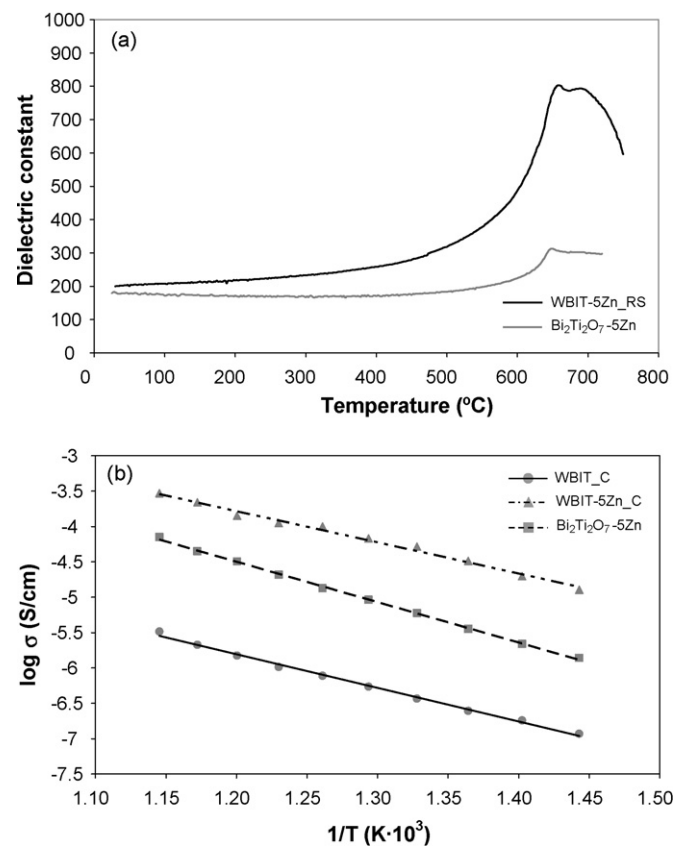 (a)
1000
900
800
700
600
500
400
300
200
100
0
Dielectric constant
WBIT-5Zn_RS
Bi₂Ti₂O₇-5Zn
0 100 200 300 400 500 600 700 800
Temperature (ºC)
(b)
-3
-3.5
-4
-4.5
-5
-5.5
-6
-6.5
-7
-7.5
log σ (S/cm)
WBIT_C
WBIT-5Zn_C
Bi₂Ti₂O₇-5Zn
1.10 1.15 1.20 1.25 1.30 1.35 1.40 1.45 1.50
1/T (K·10³)